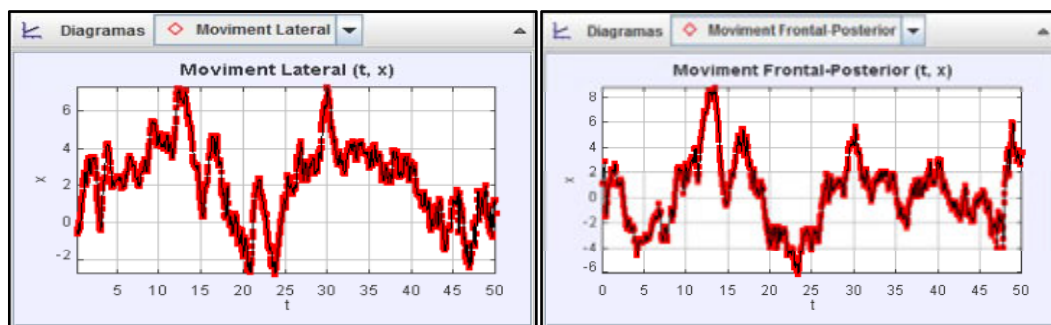 Diagramas Moviment Lateral
Moviment Lateral (t, x)
6
4
2
0
-2
x
5 10 15 20 25 30 35 40 45 50
t
Diagramas Moviment Frontal-Posterior
Moviment Frontal-Posterior (t, x)
8
6
4
2
0
-2
-4
-6
x
0 5 10 15 20 25 30 35 40 45 50
t